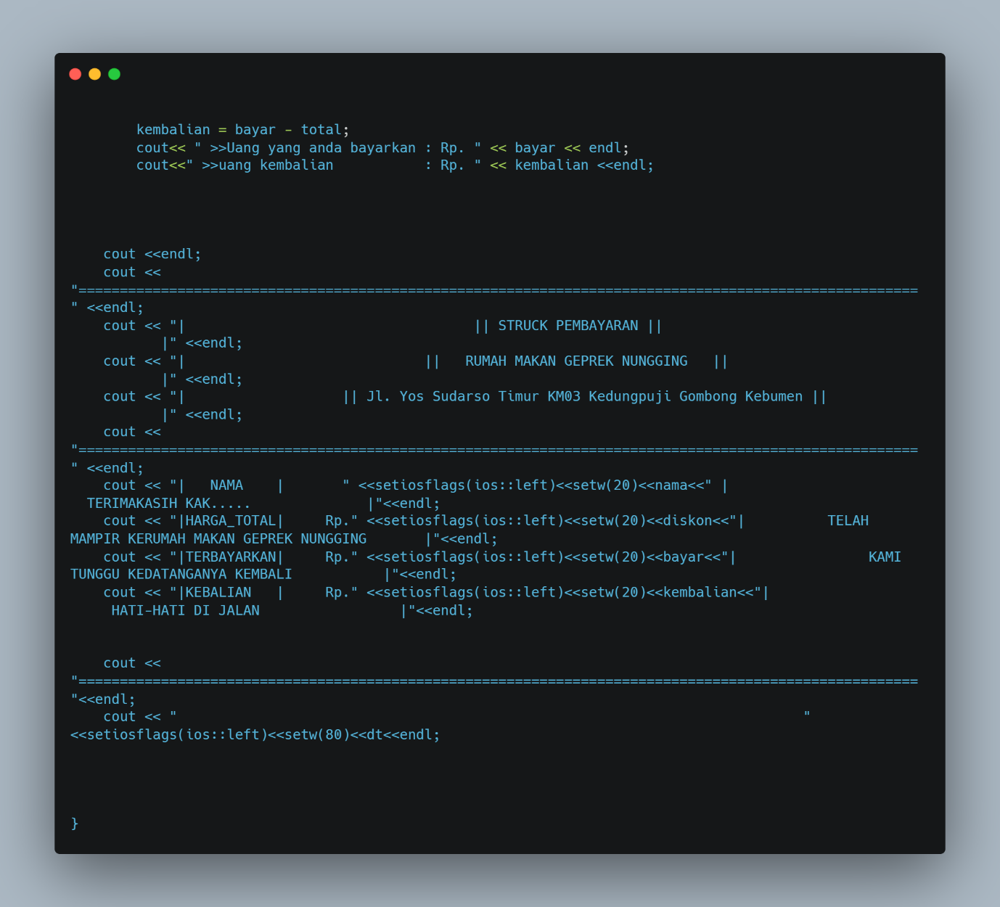 kembalian = bayar - total;
        cout<< " >>Uang yang anda bayarkan : Rp. " << bayar << endl;
        cout<<" >>uang kembalian           : Rp. " << kembalian <<endl;
    cout <<endl;
    cout <<
"======================================================================================================
" <<endl;
    cout << "|                                   || STRUCK PEMBAYARAN ||
           |" <<endl;
    cout << "|                             ||   RUMAH MAKAN GEPREK NUNGGING   ||
           |" <<endl;
    cout << "|                   || Jl. Yos Sudarso Timur KM03 Kedungpuji Gombong Kebumen ||
           |" <<endl;
    cout <<
"======================================================================================================
" <<endl;
    cout << "|   NAMA    |       " <<setiosflags(ios::left)<<setw(20)<<nama<<" |
  TERIMAKASIH KAK.....              |"<<endl;
    cout << "|HARGA_TOTAL|     Rp." <<setiosflags(ios::left)<<setw(20)<<diskon<<"|          TELAH
MAMPIR KERUMAH MAKAN GEPREK NUNGGING       |"<<endl;
    cout << "|TERBAYARKAN|     Rp." <<setiosflags(ios::left)<<setw(20)<<bayar<<"|                KAMI
TUNGGU KEDATANGANYA KEMBALI           |"<<endl;
    cout << "|KEBALIAN   |     Rp." <<setiosflags(ios::left)<<setw(20)<<kembalian<<"|
     HATI-HATI DI JALAN                 |"<<endl;
    cout <<
"======================================================================================================
"<<endl;
    cout << "                                                                            "
<<setiosflags(ios::left)<<setw(80)<<dt<<endl;
}